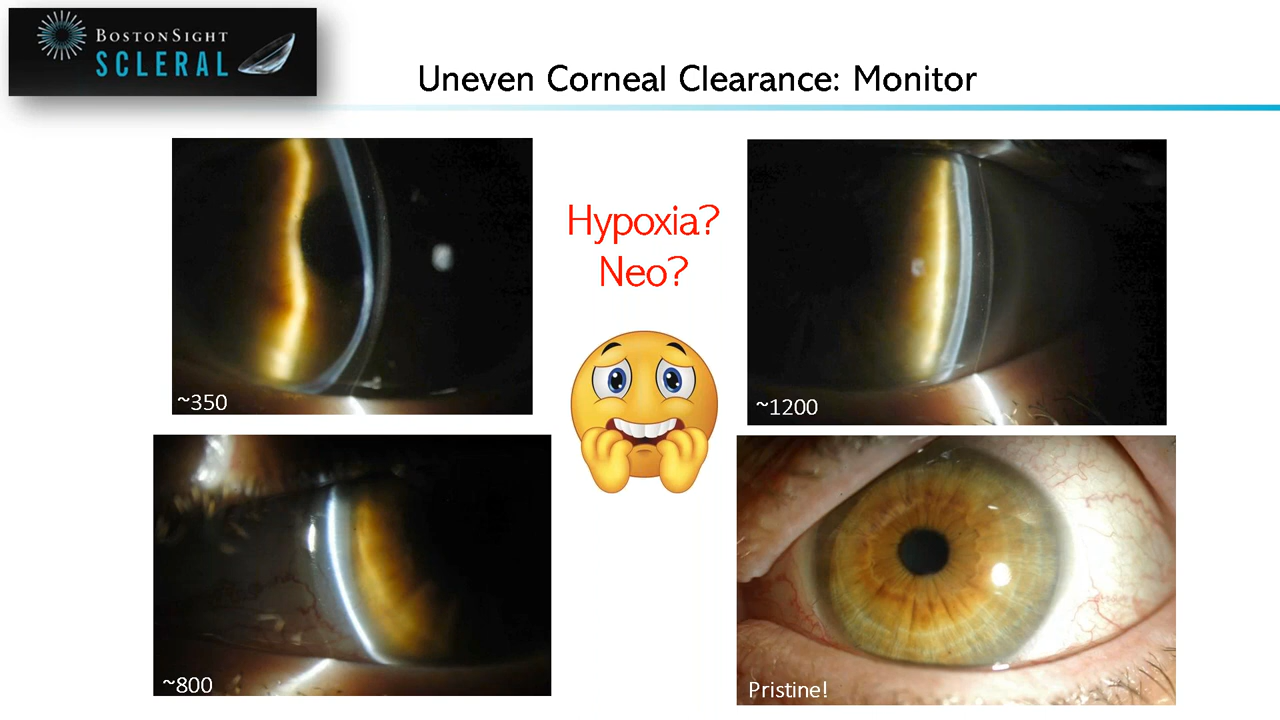 BOSTONSIGHT
SCLERAL
Uneven Corneal Clearance: Monitor
~350
Hypoxia?
Neo?
~1200
~800
Pristine!